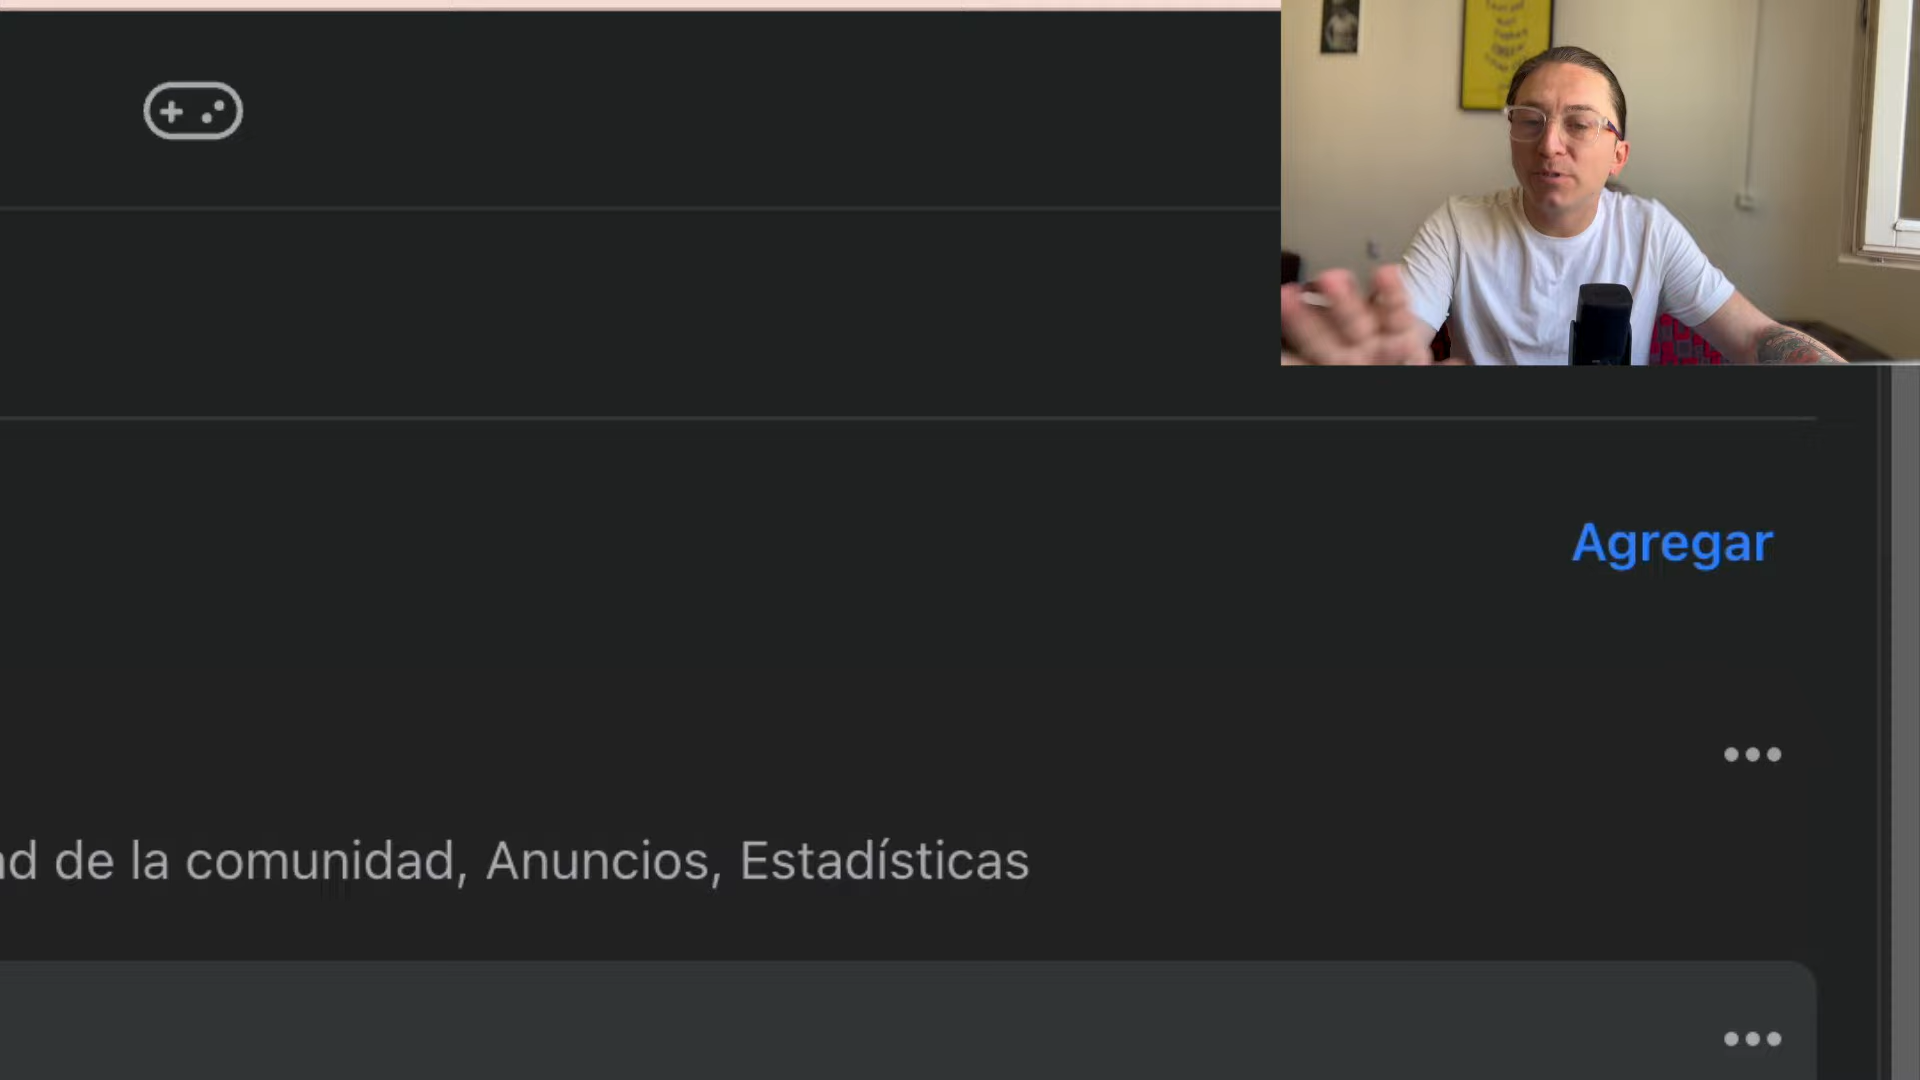 Agregar
de la comunidad, Anuncios, Estadísticas